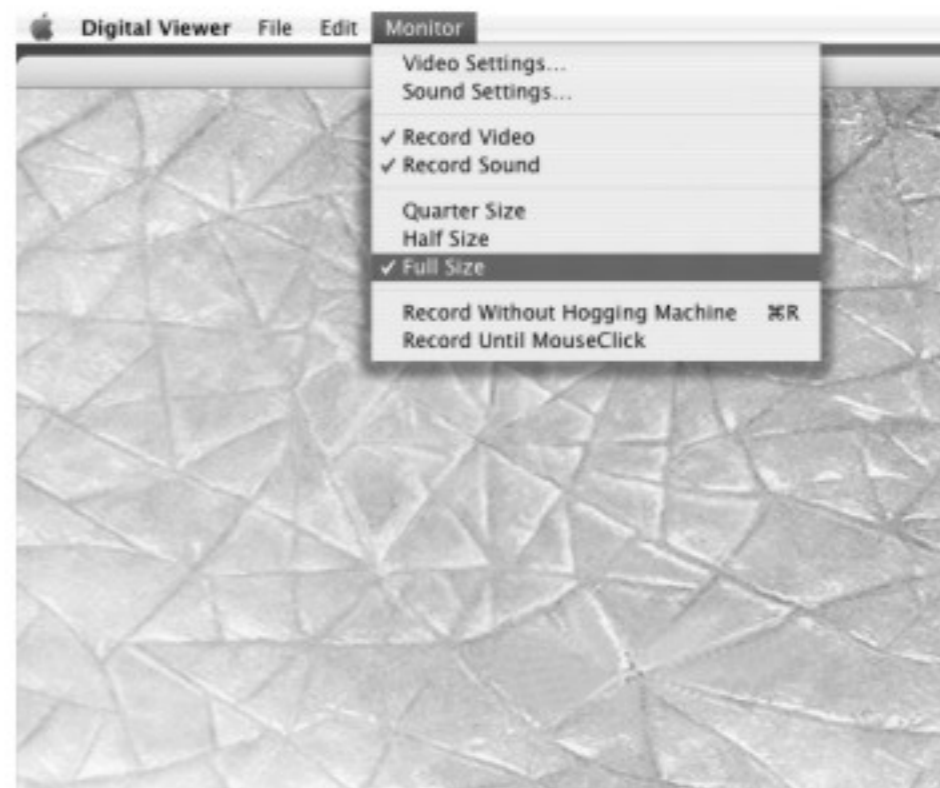 Digital Viewer File Edit Monitor
Video Settings...
Sound Settings...
✓ Record Video
✓ Record Sound
Quarter Size
Half Size
✓ Full Size
Record Without Hogging Machine ⌘R
Record Until MouseClick